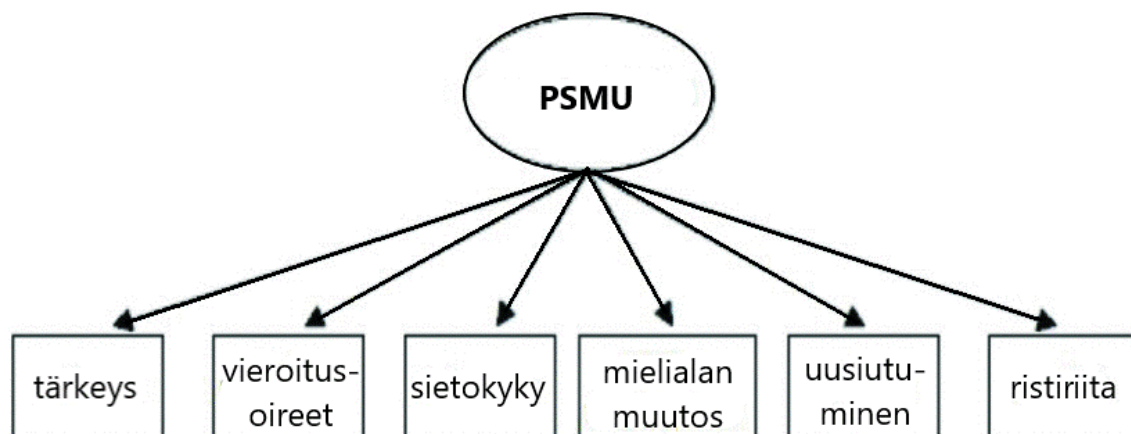 PSMU
tärkeys
vieroitus-
oireet
sietokyky
mielialan
muutos
uusiutu-
minen
ristiriita